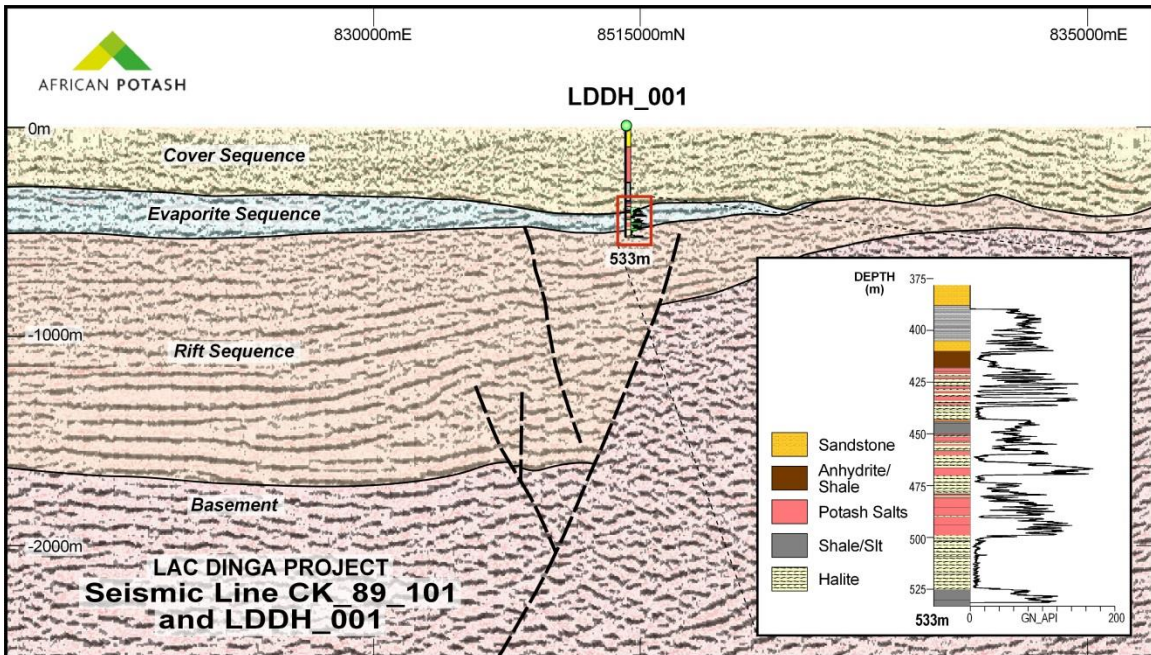 830000mE
8515000mN
835000mE
AFRICAN POTASH
LDDH_001
0m
Cover Sequence
Evaporite Sequence
533m
-1000m
Rift Sequence
Basement
-2000m
LAC DINGA PROJECT
Seismic Line CK_89_101
and LDDH_001
DEPTH
(m)
375
400
425
450
475
500
525
533m
0
GN_API
200
Sandstone
Anhydrite/
Shale
Potash Salts
Shale/Slt
Halite